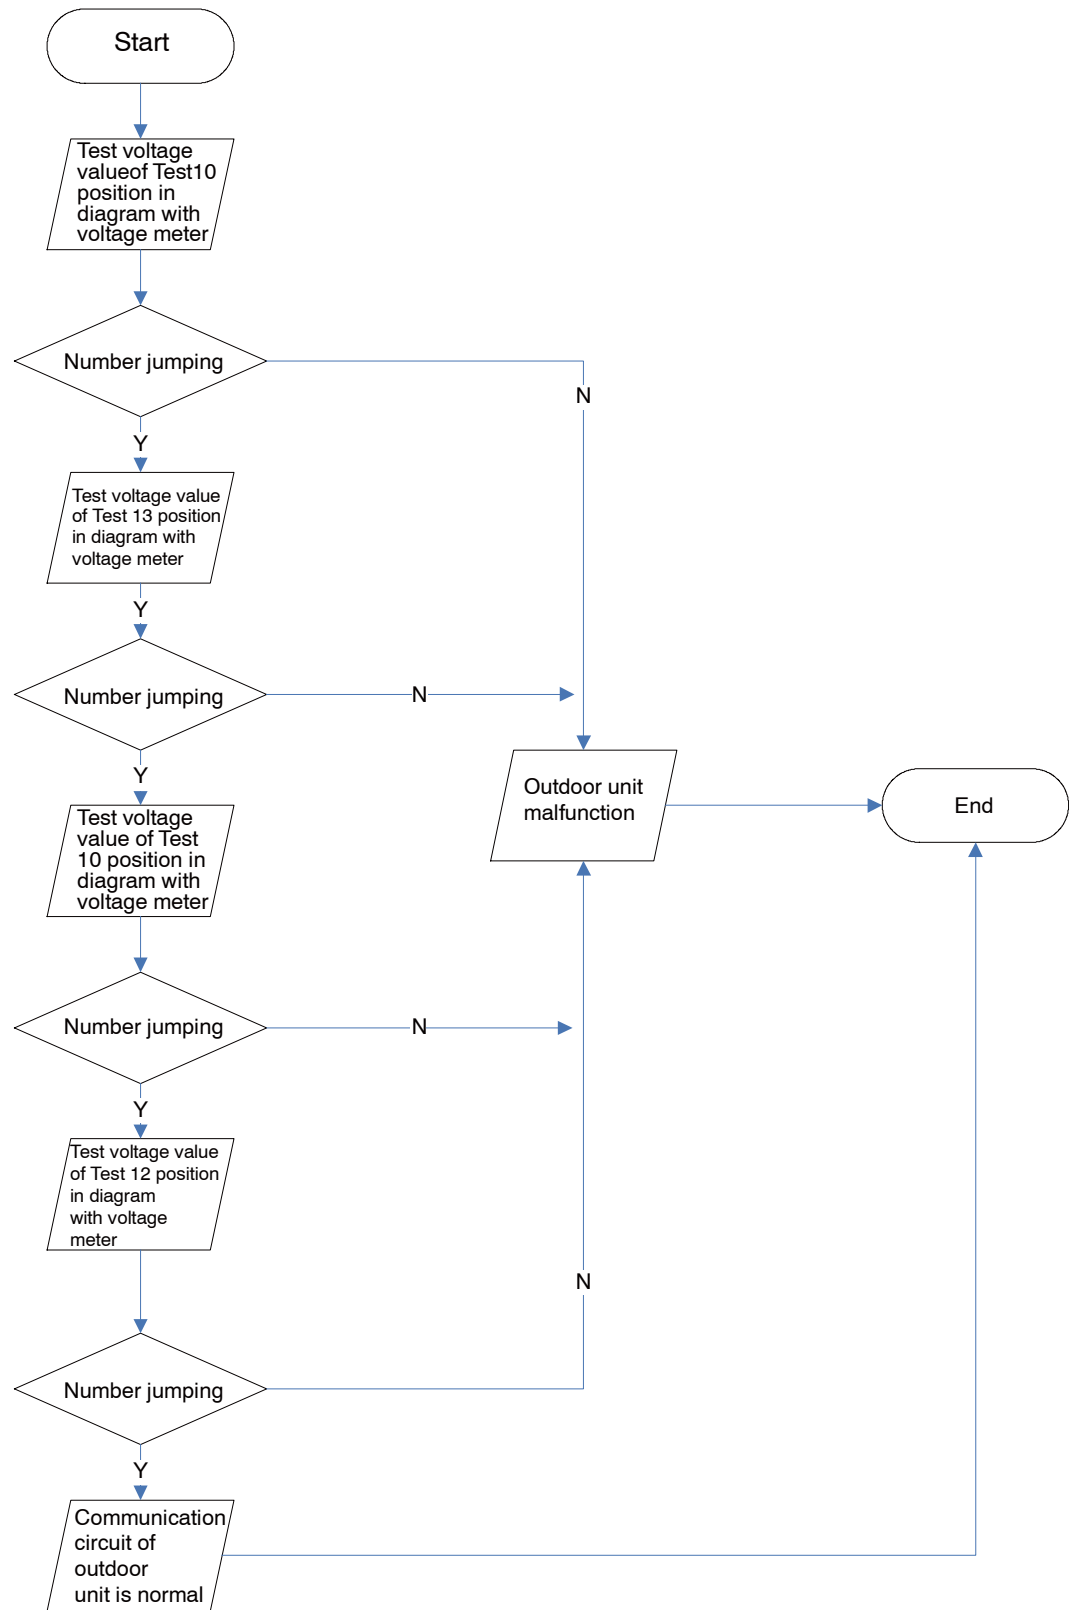 Start
Test voltage
valueof Test10
position in
diagram with
voltage meter
Number jumping
N
Y
Test voltage value
of Test 13 position
in diagram with
voltage meter
Y
Number jumping
N
Y
Test voltage
value of Test
10 position in
diagram with
voltage meter
Outdoor unit
malfunction
End
Number jumping
N
Y
Test voltage value
of Test 12 position
in diagram
with voltage
meter
N
Number jumping
Y
Communication
circuit of
outdoor
unit is normal